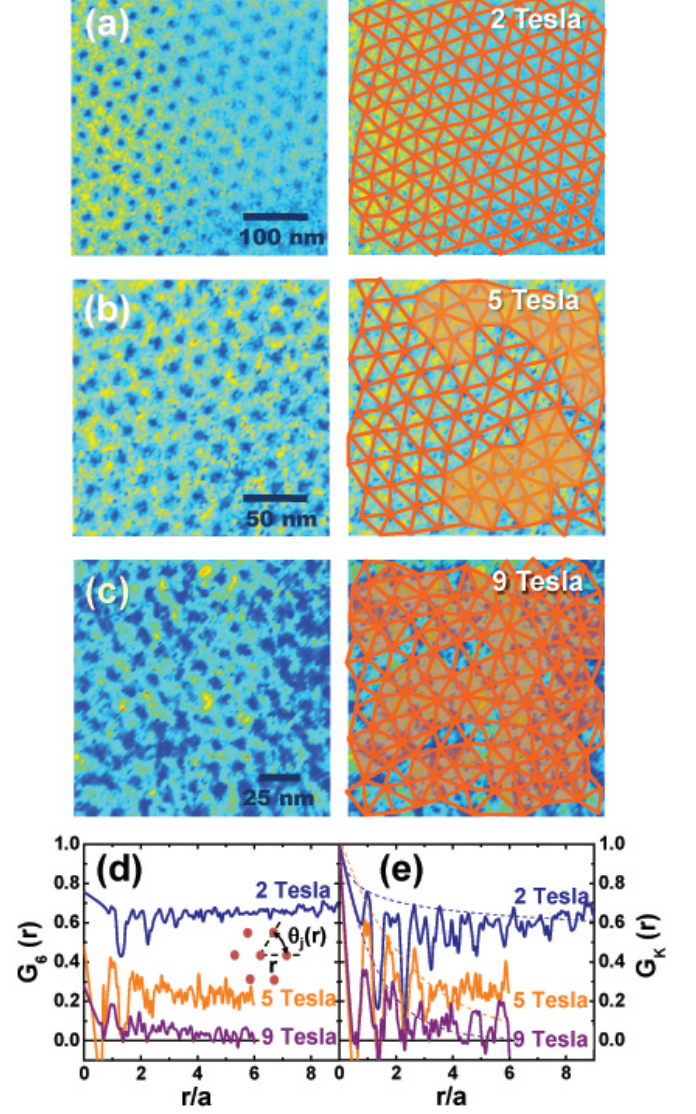 (a)
2 Tesla
100 nm
(b)
5 Tesla
50 nm
(c)
9 Tesla
25 nm
(d)
(e)
1.0
0.8
0.6
0.4
0.2
0.0
G₆ (r)
2 Tesla
θⱼ(r)
r
5 Tesla
9 Tesla
0 2 4 6 8
r/a
2 Tesla
5 Tesla
9 Tesla
1.0
0.8
0.6
0.4
0.2
0.0
G_K (r)
0 2 4 6 8
r/a